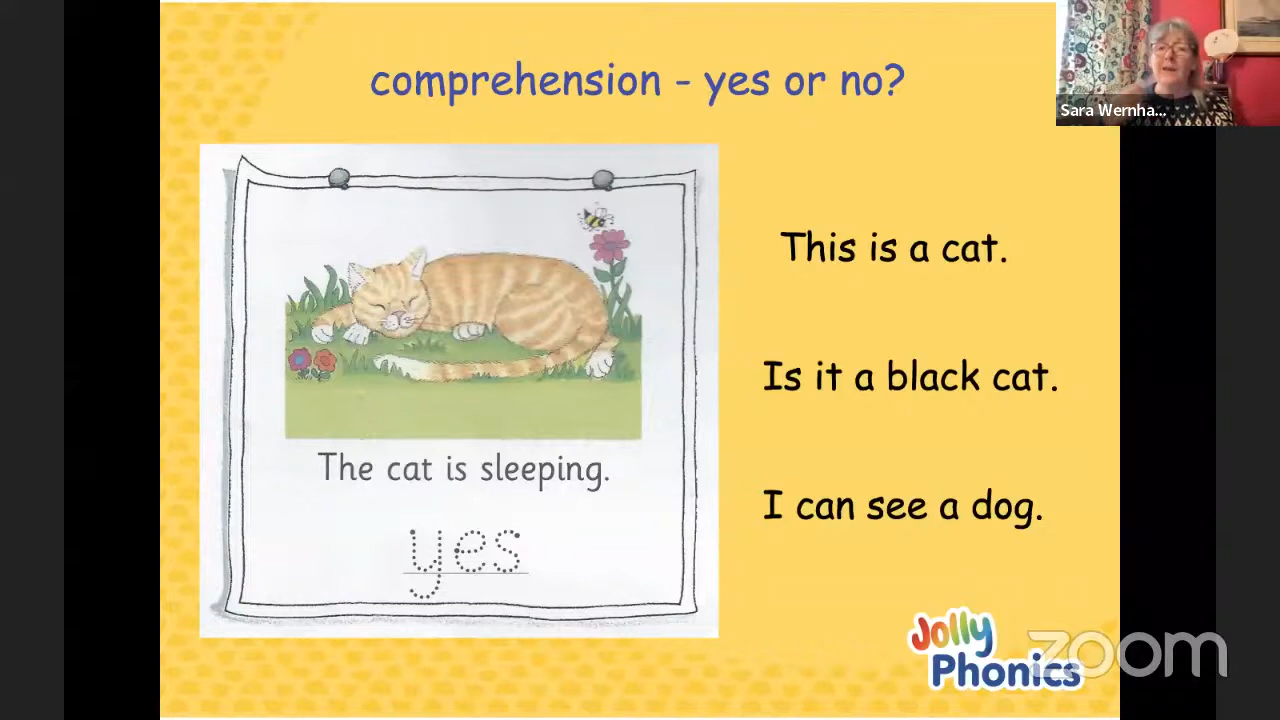 comprehension - yes or no?
Sara Wernha...
This is a cat.
Is it a black cat.
I can see a dog.
The cat is sleeping.
yes
Jolly
Phonics
zoom